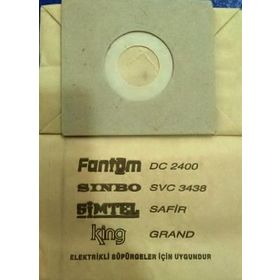 Fantom DC 2400
SINBO SVC 3438
SİMTEL SAFİR
king GRAND
ELEKTRİKLİ SÜPÜRGELER İÇİN UYGUNDUR